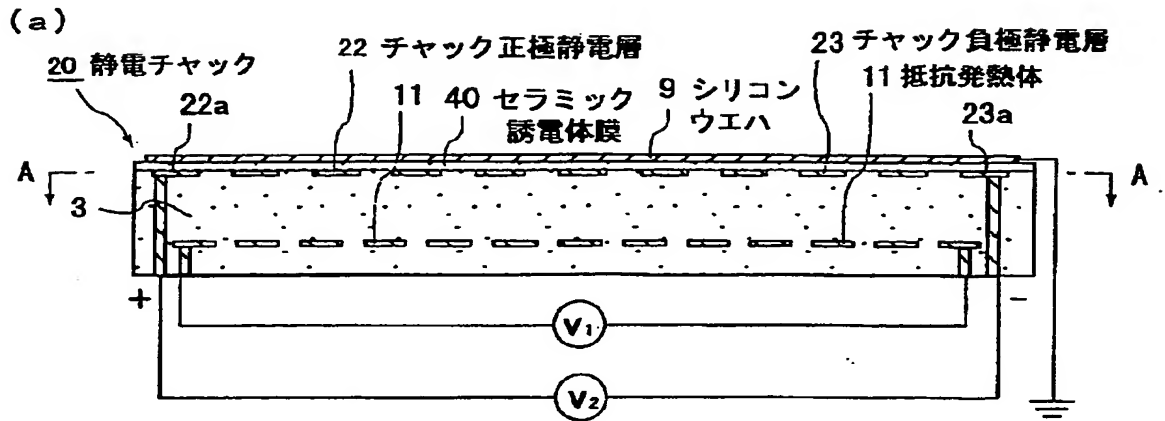 (a)
22 チャック正極静電層
23 チャック負極静電層
20 静電チャック
11 抵抗発熱体
22a
11
40 セラミック
誘電体膜
9 シリコン
ウエハ
23a
A
A
3
+
-
V₁
V₂